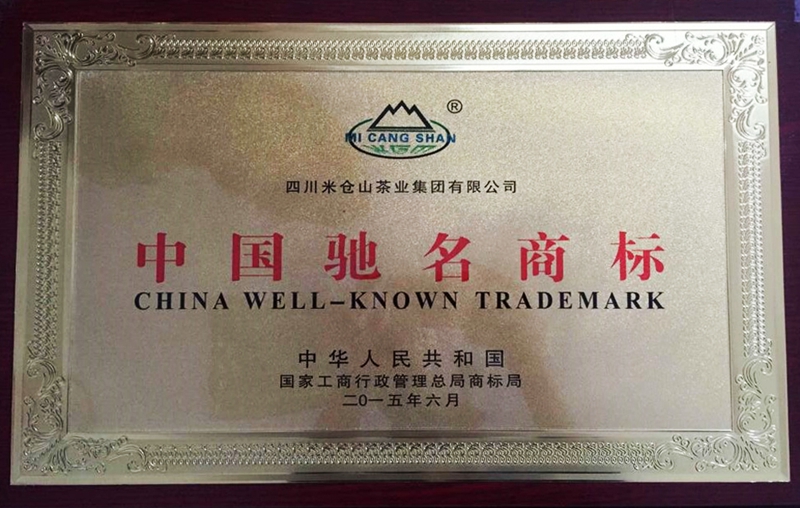 ®
MI CANG SHAN
四川米仓山茶业集团有限公司
中国驰名商标
CHINA WELL-KNOWN TRADEMARK
中华人民共和国
国家工商行政管理总局商标局
二0一五年六月